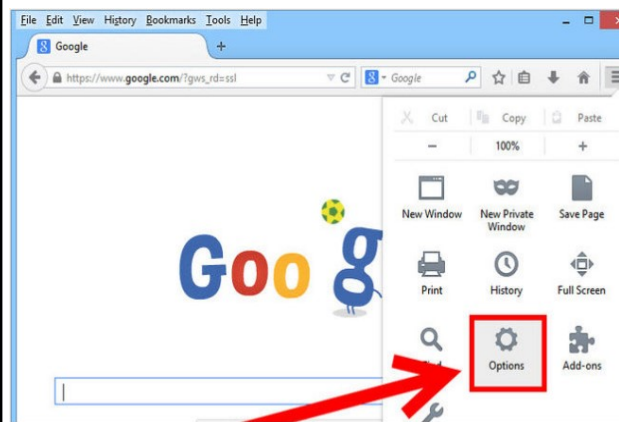 File Edit View History Bookmarks Tools Help
Google
https://www.google.com/?gws_rd=ssl
Google
Cut Copy Paste
100%
New Window New Private Window Save Page
Print History Full Screen
Options Add-ons
Goog